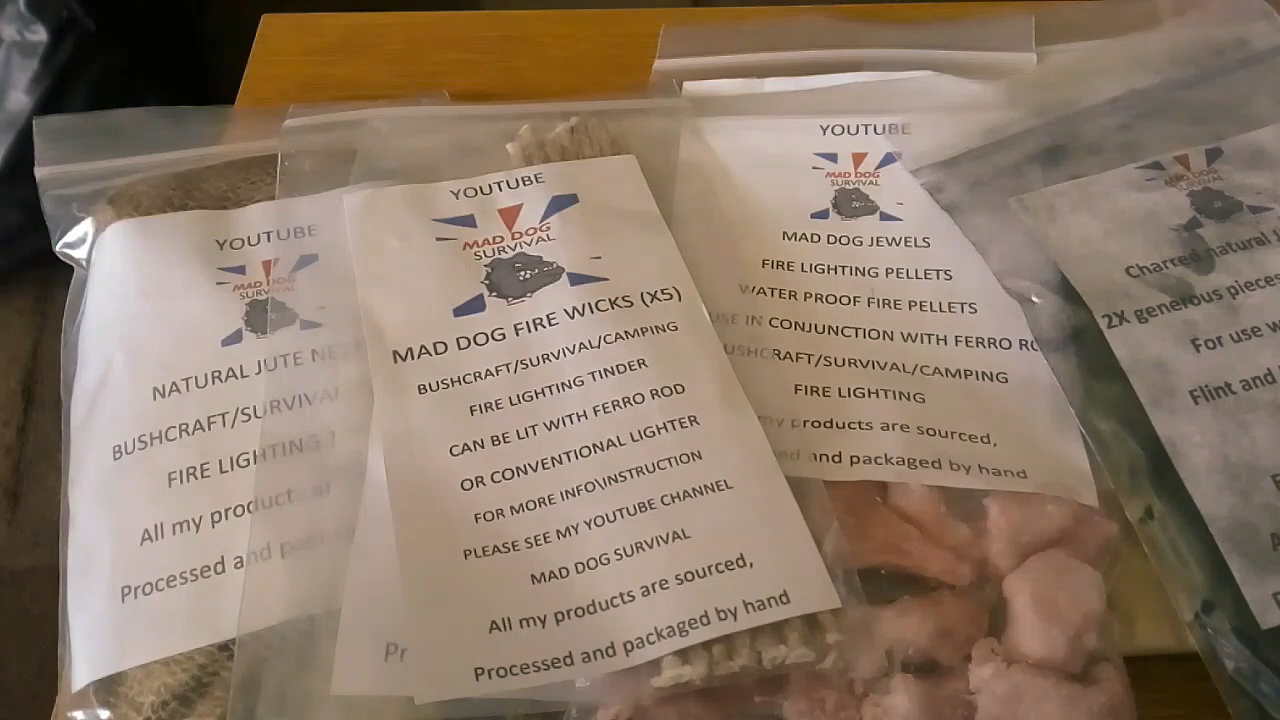 YOUTUBE
MAD DOG
SURVIVAL
NATURAL JUTE
BUSHCRAFT/SURVIVAL
FIRE LIGHTING
All my products
Processed and
YOUTUBE
MAD DOG
SURVIVAL
MAD DOG FIRE WICKS (X5)
BUSHCRAFT/SURVIVAL/CAMPING
FIRE LIGHTING TINDER
CAN BE LIT WITH FERRO ROD
OR CONVENTIONAL LIGHTER
FOR MORE INFO\INSTRUCTION
PLEASE SEE MY YOUTUBE CHANNEL
MAD DOG SURVIVAL
All my products are sourced,
Processed and packaged by hand
Pr
YOUTUBE
MAD DOG
SURVIVAL
MAD DOG JEWELS
FIRE LIGHTING PELLETS
WATER PROOF FIRE PELLETS
USE IN CONJUNCTION WITH FERRO
BUSHCRAFT/SURVIVAL/CAMPING
FIRE LIGHTING
my products are sourced,
and packaged by hand
MAD DOG
SURVIVAL
Charred natural
2X generous pieces
For use
Flint and